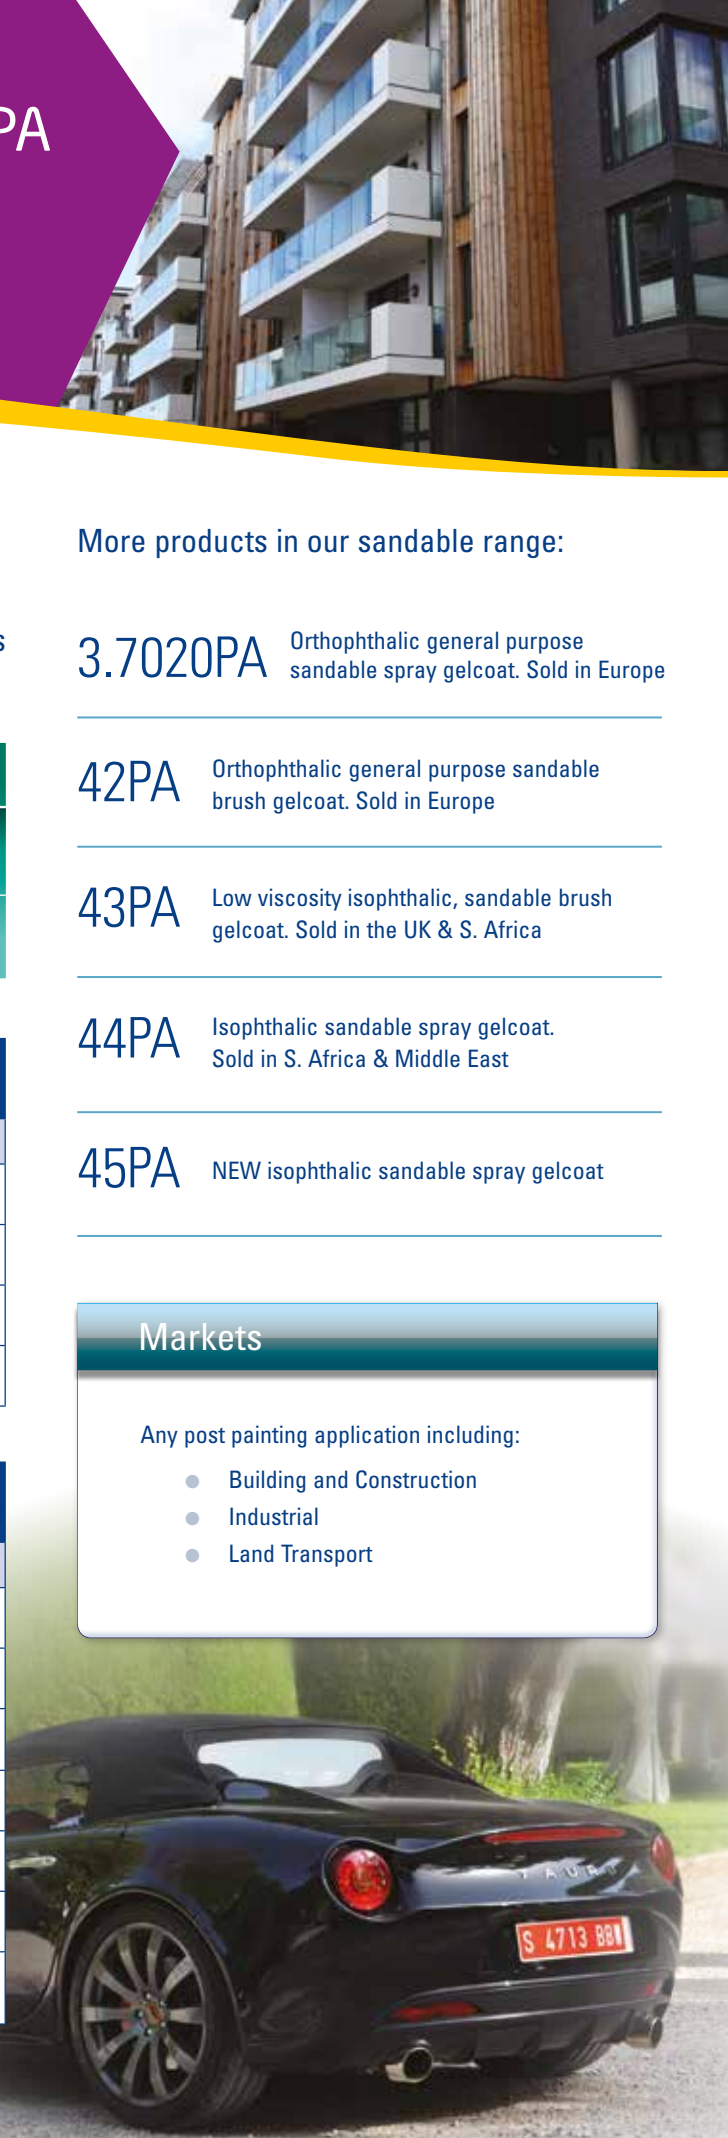 PA
More products in our sandable range:
s
3.7020PA
Orthophthalic general purpose
sandable spray gelcoat. Sold in Europe
42PA
Orthophthalic general purpose sandable
brush gelcoat. Sold in Europe
43PA
Low viscosity isophthalic, sandable brush
gelcoat. Sold in the UK & S. Africa
44PA
Isophthalic sandable spray gelcoat.
Sold in S. Africa & Middle East
45PA
NEW isophthalic sandable spray gelcoat
Markets
Any post painting application including:
Building and Construction
Industrial
Land Transport
S 4713 BB